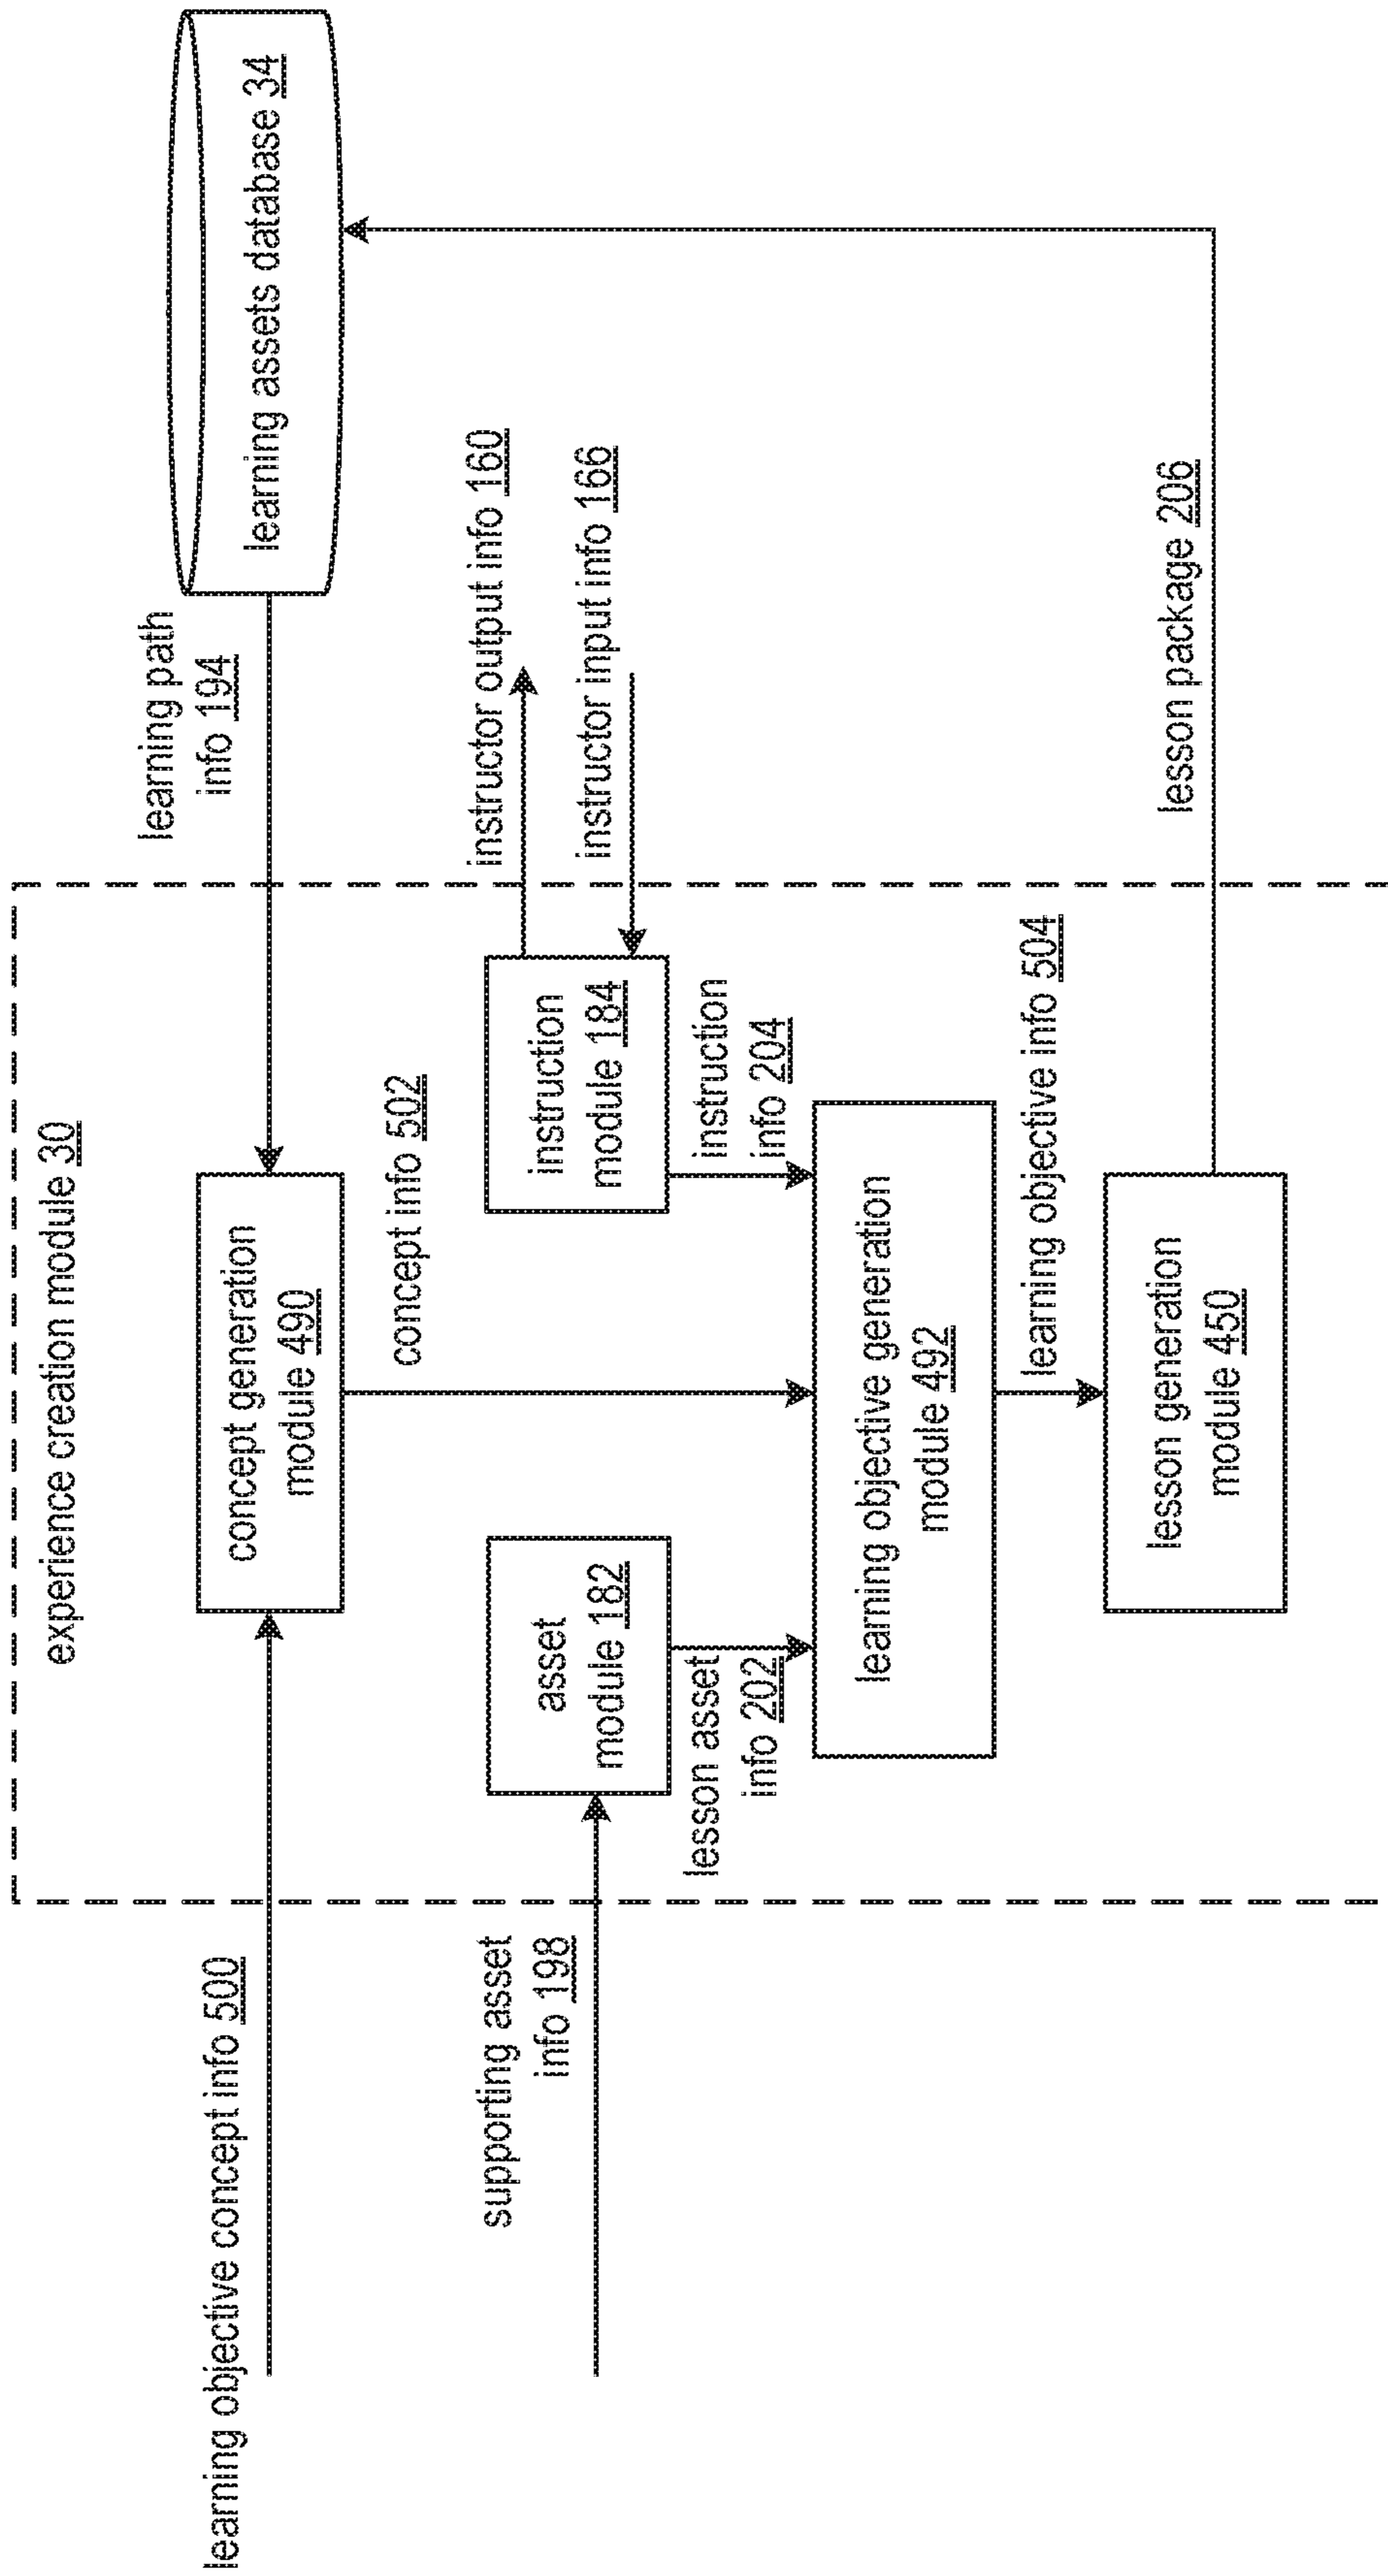 experience creation module 30
learning objective concept info 500
concept generation
module 490
learning path
info 194
learning assets database 34
concept info 502
supporting asset
info 198
asset
module 182
instruction
module 184
instructor output info 160
instructor input info 166
lesson asset
info 202
instruction
info 204
learning objective generation
module 492
learning objective info 504
lesson generation
module 450
lesson package 206